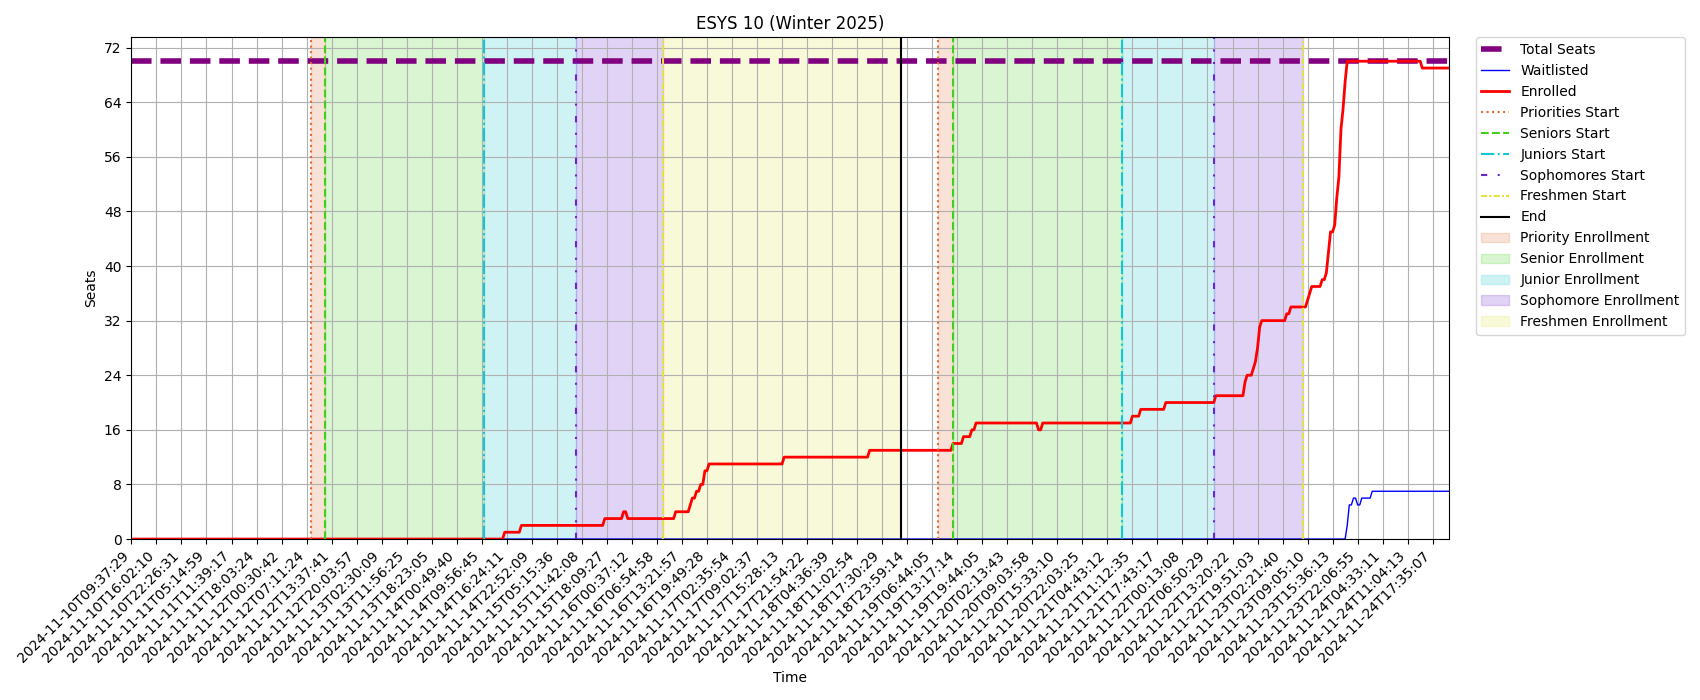 ESYS 10 (Winter 2025)
72
64
56
48
40
32
24
16
8
0
Seats
2024-11-10T09:37:29
2024-11-10T16:02:10
2024-11-10T22:26:31
2024-11-11T05:14:59
2024-11-11T11:39:17
2024-11-11T18:03:24
2024-11-12T00:30:42
2024-11-12T07:11:24
2024-11-12T13:37:41
2024-11-12T20:03:57
2024-11-13T02:30:09
2024-11-13T11:56:25
2024-11-13T18:23:05
2024-11-14T00:49:40
2024-11-14T09:56:45
2024-11-14T16:24:11
2024-11-14T22:52:09
2024-11-15T05:15:36
2024-11-15T11:42:08
2024-11-15T18:09:27
2024-11-16T00:37:12
2024-11-16T06:54:58
2024-11-16T13:21:57
2024-11-16T19:49:28
2024-11-17T02:35:54
2024-11-17T09:02:37
2024-11-17T15:28:13
2024-11-17T21:54:22
2024-11-18T04:36:39
2024-11-18T11:02:54
2024-11-18T17:30:29
2024-11-18T23:59:14
2024-11-19T06:44:05
2024-11-19T13:17:14
2024-11-19T19:44:05
2024-11-20T02:13:43
2024-11-20T09:03:58
2024-11-20T15:33:10
2024-11-20T22:03:25
2024-11-21T04:43:12
2024-11-21T11:12:35
2024-11-21T17:43:17
2024-11-22T00:13:08
2024-11-22T06:50:29
2024-11-22T13:20:22
2024-11-22T19:51:03
2024-11-23T02:21:40
2024-11-23T09:05:10
2024-11-23T15:36:13
2024-11-23T22:06:55
2024-11-24T04:33:11
2024-11-24T11:04:13
2024-11-24T17:35:07
Time
Total Seats
Waitlisted
Enrolled
Priorities Start
Seniors Start
Juniors Start
Sophomores Start
Freshmen Start
End
Priority Enrollment
Senior Enrollment
Junior Enrollment
Sophomore Enrollment
Freshmen Enrollment